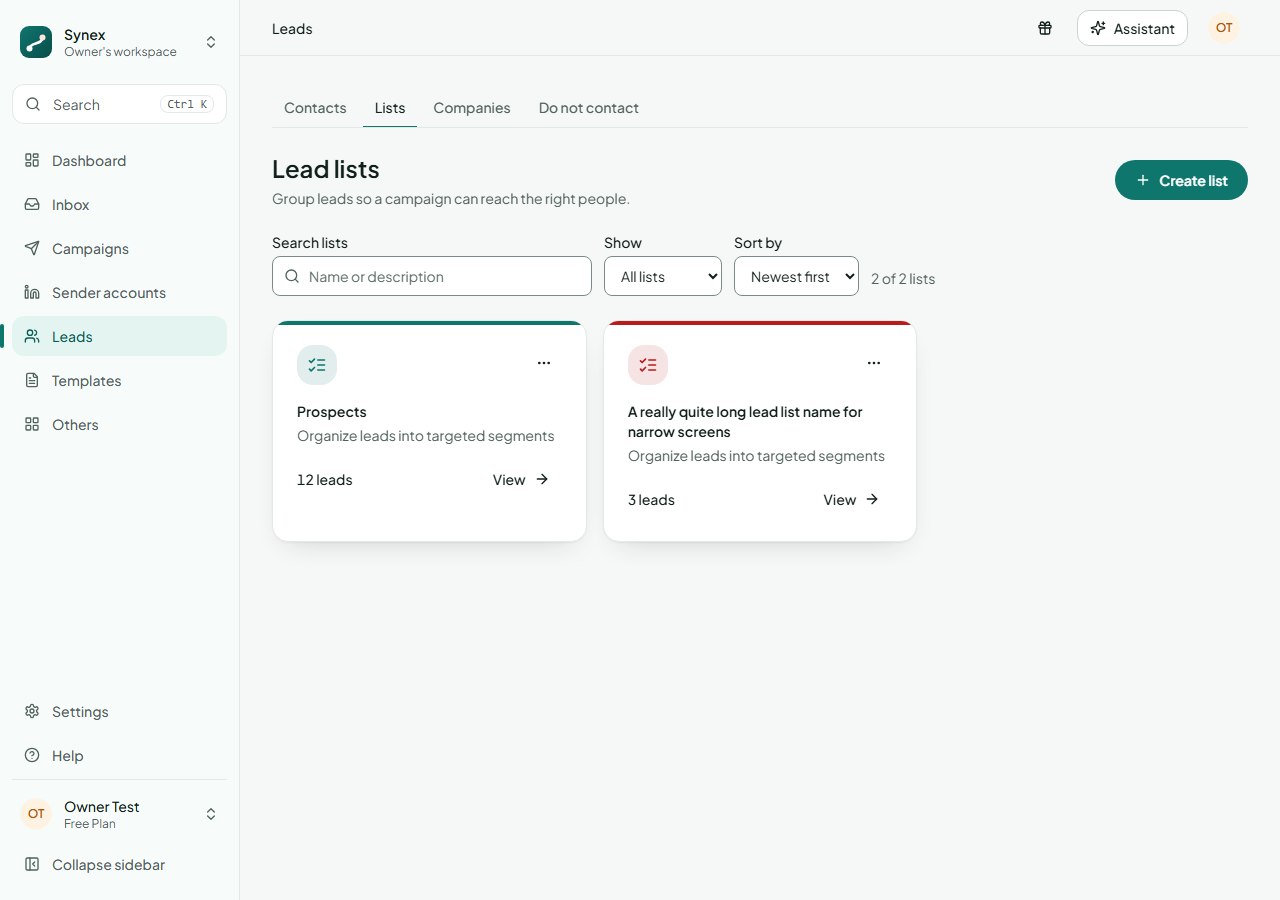 Synex
Owner's workspace
Search
Ctrl K
Dashboard
Inbox
Campaigns
Sender accounts
Leads
Templates
Others
Settings
Help
OT
Owner Test
Free Plan
Collapse sidebar
Leads
Assistant
OT
Contacts
Lists
Companies
Do not contact
Lead lists
Group leads so a campaign can reach the right people.
Create list
Search lists
Name or description
Show
All lists
Sort by
Newest first
2 of 2 lists
Prospects
Organize leads into targeted segments
12 leads
View
A really quite long lead list name for
narrow screens
Organize leads into targeted segments
3 leads
View